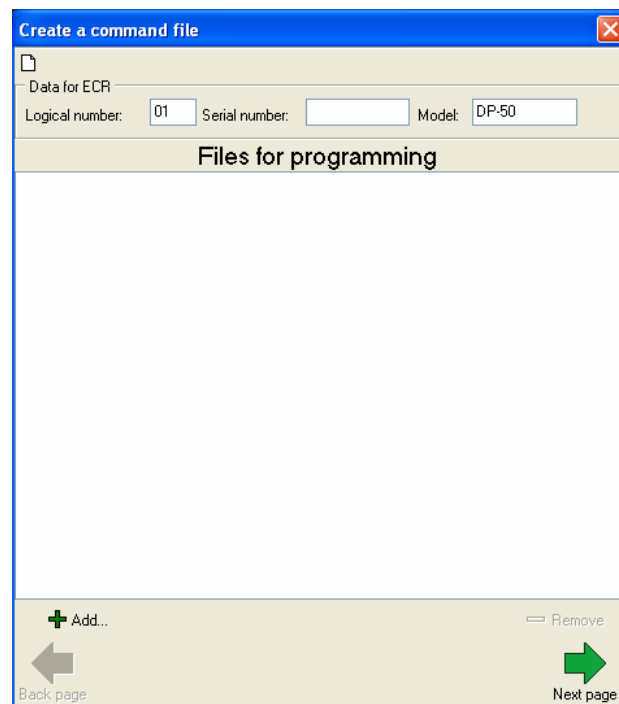 Create a command file
Data for ECR
Logical number: 01 Serial number: Model: DP-50
Files for programming
Add... Remove
Back page Next page